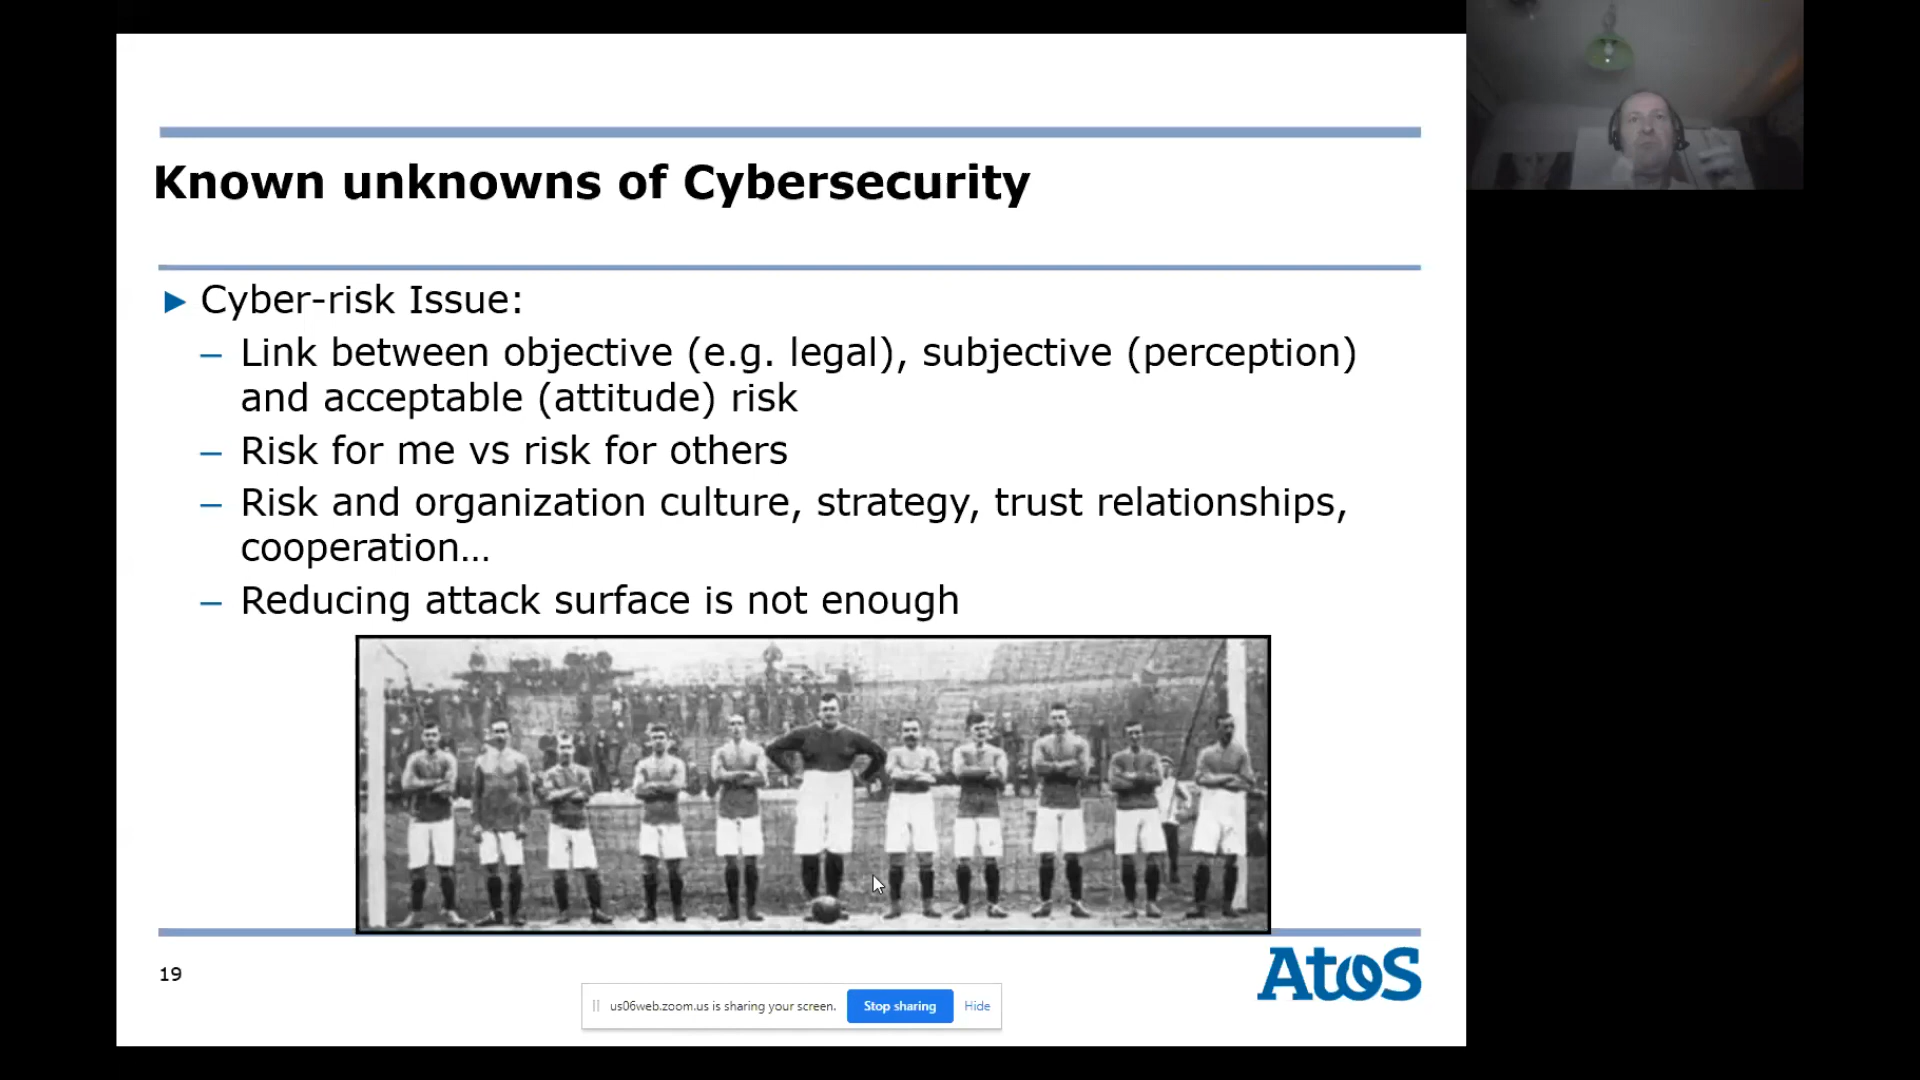 Known unknowns of Cybersecurity
Cyber-risk Issue:
– Link between objective (e.g. legal), subjective (perception)
and acceptable (attitude) risk
– Risk for me vs risk for others
– Risk and organization culture, strategy, trust relationships,
cooperation…
– Reducing attack surface is not enough
19
Atos
us06web.zoom.us is sharing your screen. Stop sharing Hide